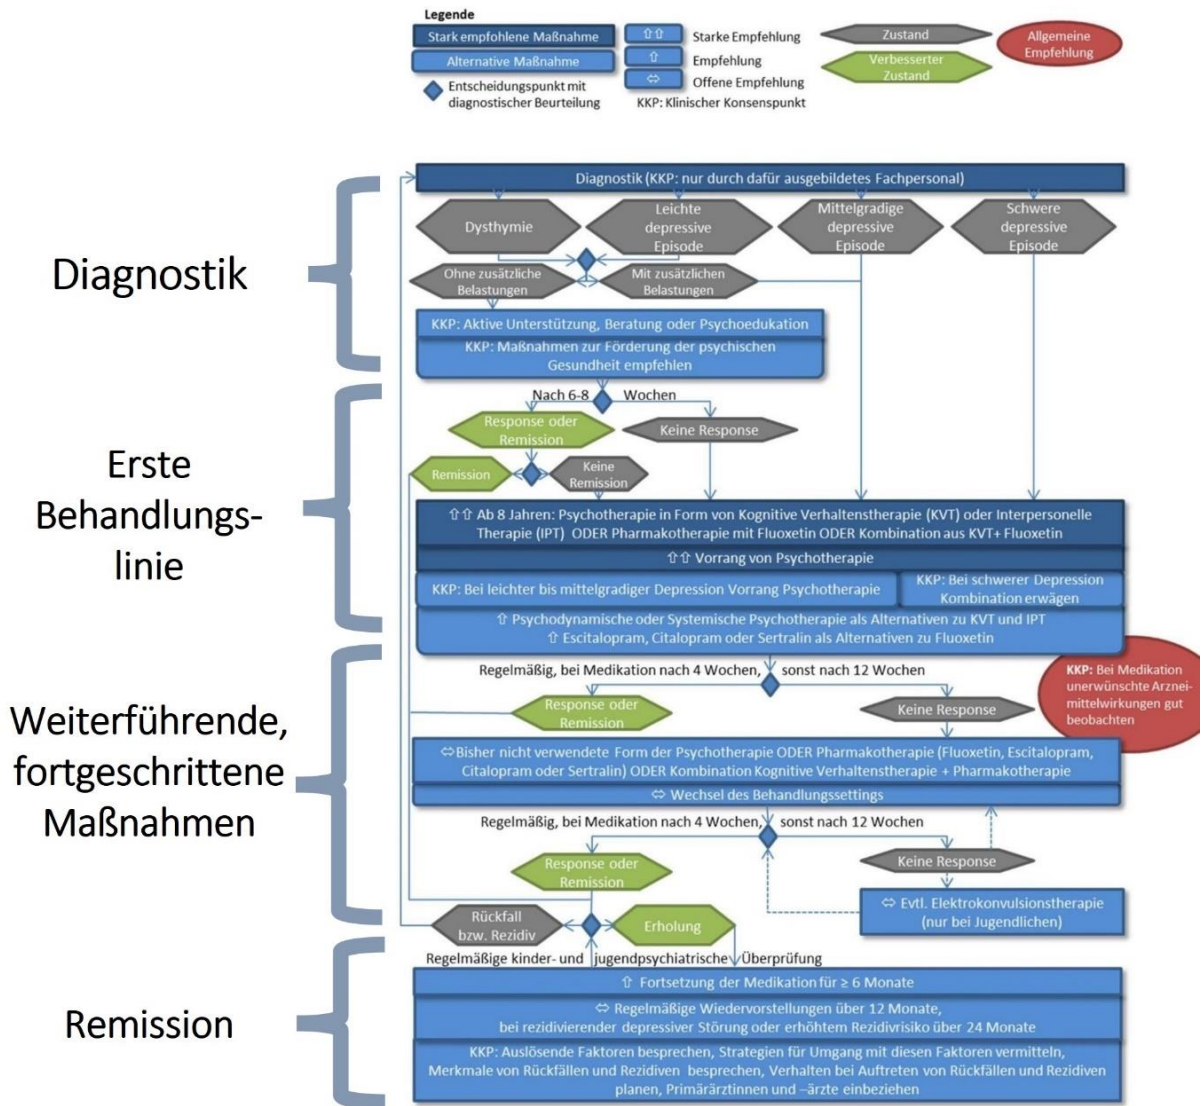 Legende
Stark empfohlene Maßnahme
Alternative Maßnahme
Entscheidungspunkt mit
diagnostischer Beurteilung
⇧⇧ Starke Empfehlung
⇧ Empfehlung
⬄ Offene Empfehlung
KKP: Klinischer Konsenspunkt
Zustand
Verbesserter
Zustand
Allgemeine
Empfehlung
Diagnostik
Diagnostik (KKP: nur durch dafür ausgebildetes Fachpersonal)
Dysthymie
Leichte
depressive
Episode
Mittelgradige
depressive
Episode
Schwere
depressive
Episode
Ohne zusätzliche
Belastungen
Mit zusätzlichen
Belastungen
KKP: Aktive Unterstützung, Beratung oder Psychoedukation
KKP: Maßnahmen zur Förderung der psychischen
Gesundheit empfehlen
Erste
Behandlungs-
linie
Nach 6-8 Wochen
Response oder
Remission
Keine Response
Remission
Keine
Remission
⇧⇧ Ab 8 Jahren: Psychotherapie in Form von Kognitive Verhaltenstherapie (KVT) oder Interpersonelle
Therapie (IPT) ODER Pharmakotherapie mit Fluoxetin ODER Kombination aus KVT+ Fluoxetin
⇧⇧ Vorrang von Psychotherapie
KKP: Bei leichter bis mittelgradiger Depression Vorrang Psychotherapie
KKP: Bei schwerer Depression
Kombination erwägen
⇧ Psychodynamische oder Systemische Psychotherapie als Alternativen zu KVT und IPT
⇧ Escitalopram, Citalopram oder Sertralin als Alternativen zu Fluoxetin
Weiterführende,
fortgeschrittene
Maßnahmen
Regelmäßig, bei Medikation nach 4 Wochen, sonst nach 12 Wochen
Response oder
Remission
Keine Response
KKP: Bei Medikation
unerwünschte Arznei-
mittelwirkungen gut
beobachten
⬄Bisher nicht verwendete Form der Psychotherapie ODER Pharmakotherapie (Fluoxetin, Escitalopram,
Citalopram oder Sertralin) ODER Kombination Kognitive Verhaltenstherapie + Pharmakotherapie
⬄ Wechsel des Behandlungssettings
Regelmäßig, bei Medikation nach 4 Wochen, sonst nach 12 Wochen
Response oder
Remission
Keine Response
⬄ Evtl. Elektrokonvulsionstherapie
(nur bei Jugendlichen)
Rückfall
bzw. Rezidiv
Erholung
Remission
Regelmäßige kinder- und jugendpsychiatrische Überprüfung
⇧ Fortsetzung der Medikation für ≥ 6 Monate
⬄ Regelmäßige Wiedervorstellungen über 12 Monate,
bei rezidivierender depressiver Störung oder erhöhtem Rezidivrisiko über 24 Monate
KKP: Auslösende Faktoren besprechen, Strategien für Umgang mit diesen Faktoren vermitteln,
Merkmale von Rückfällen und Rezidiven besprechen, Verhalten bei Auftreten von Rückfällen und Rezidiven
planen, Primärärztinnen und –ärzte einbeziehen